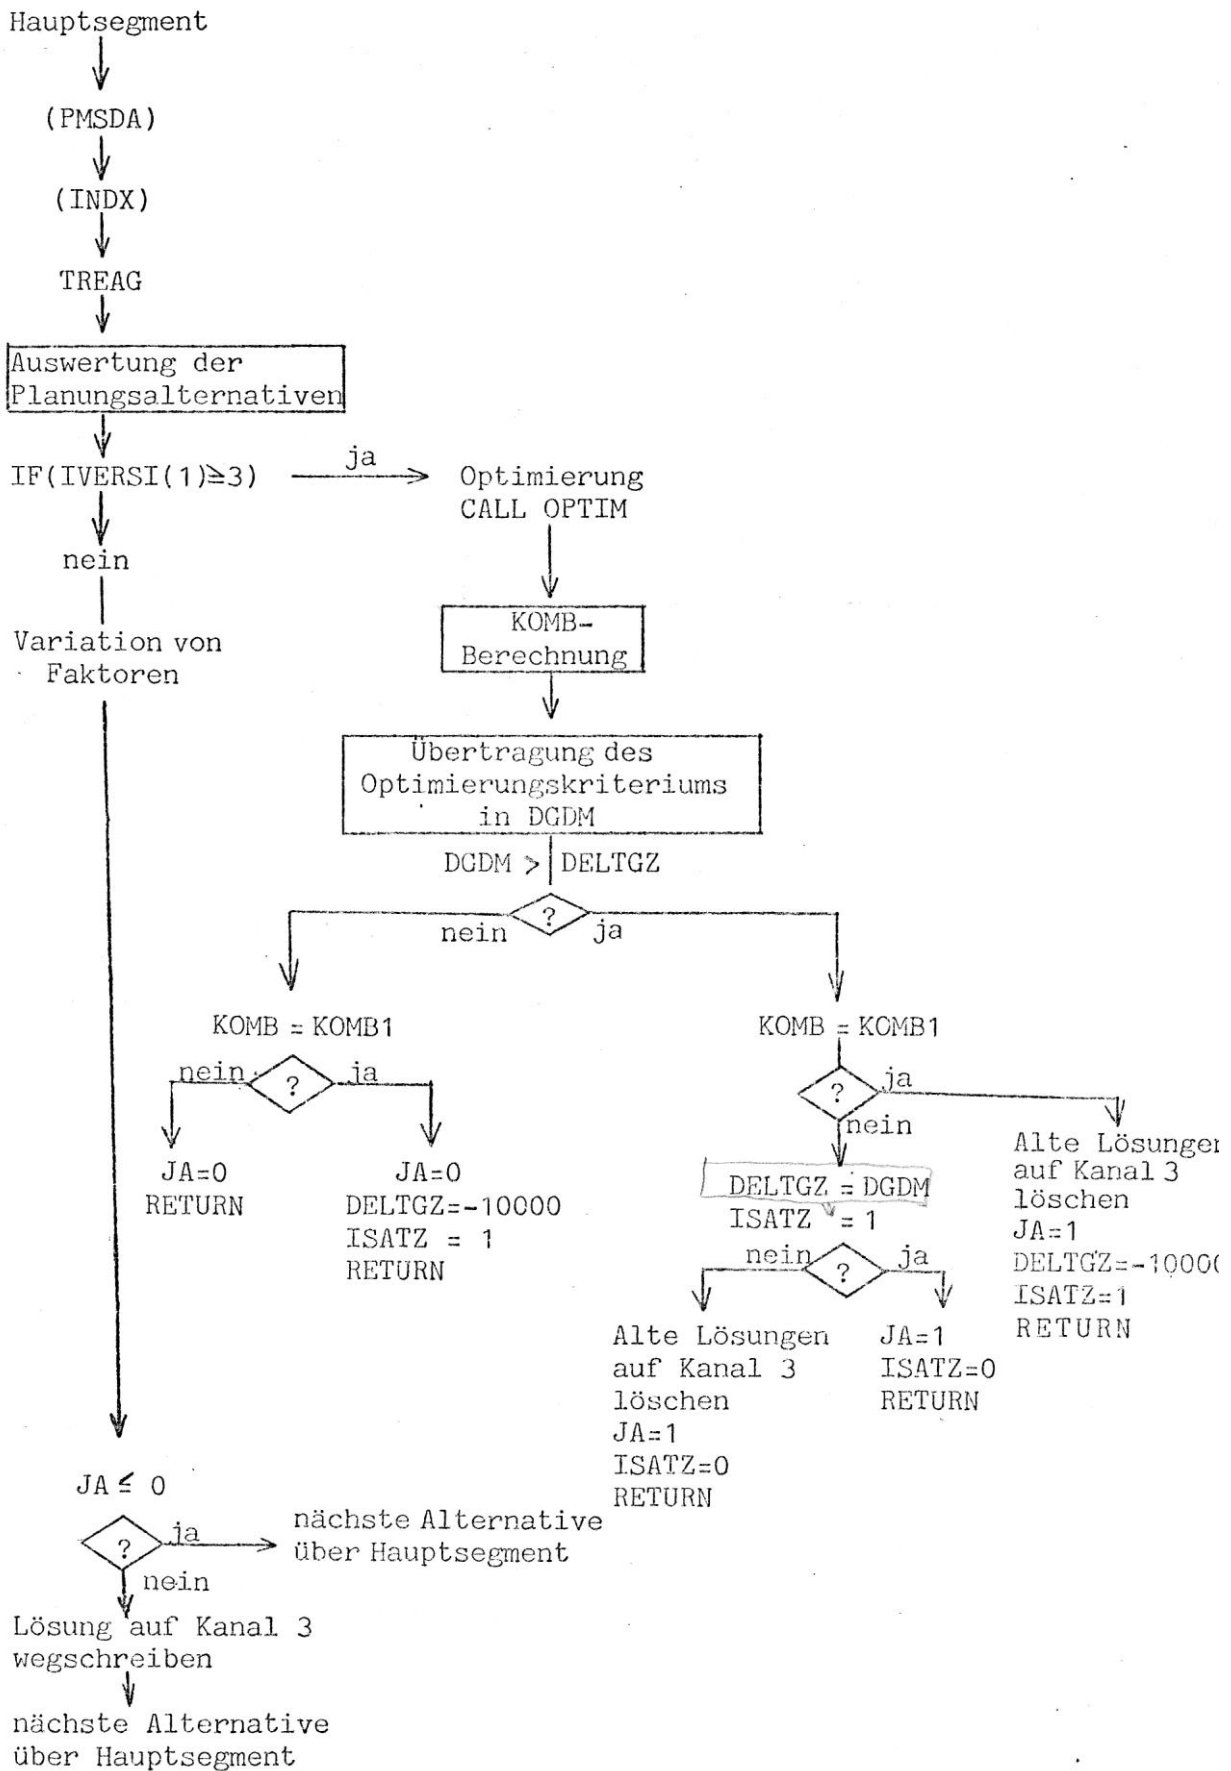 Hauptsegment
(PMSDA)
(INDX)
TREAG
Auswertung der
Planungsalternativen
IF(IVERSI(1)≧3)
ja
Optimierung
CALL OPTIM
nein
Variation von
Faktoren
KOMB-
Berechnung
Übertragung des
Optimierungskriteriums
in DGDM
DGDM > DELTGZ
?
nein
ja
KOMB = KOMB1
nein
?
ja
JA=0
RETURN
JA=0
DELTGZ=-10000
ISATZ = 1
RETURN
KOMB = KOMB1
?
ja
nein
Alte Lösungen
auf Kanal 3
löschen
JA=1
DELTGZ=-10000
ISATZ=1
RETURN
DELTGZ = DGDM
ISATZ = 1
nein
?
ja
Alte Lösungen
auf Kanal 3
löschen
JA=1
ISATZ=0
RETURN
JA=1
ISATZ=0
RETURN
JA ≦ 0
?
ja
nächste Alternative
über Hauptsegment
nein
Lösung auf Kanal 3
wegschreiben
nächste Alternative
über Hauptsegment